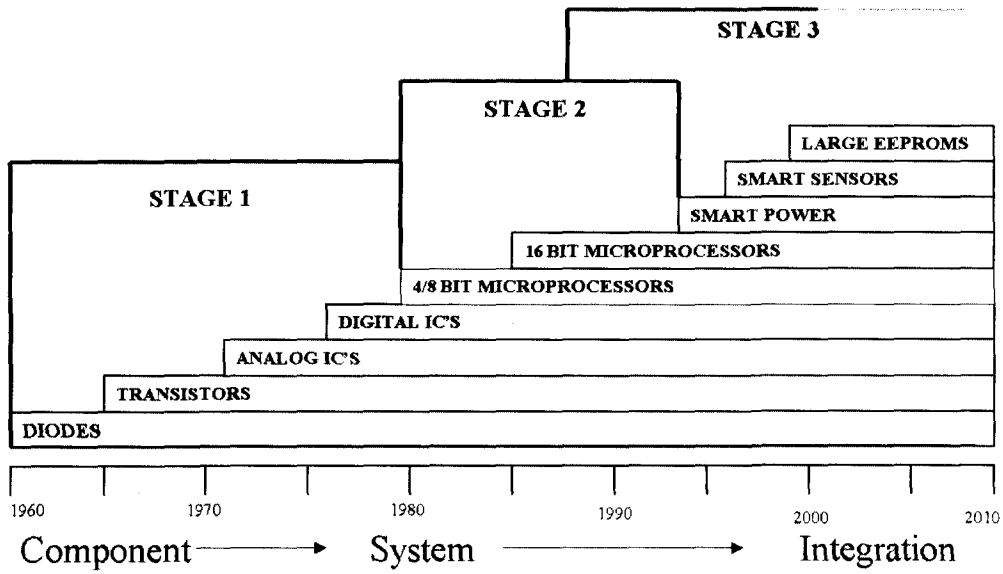 STAGE 3
STAGE 2
STAGE 1
LARGE EEPROMS
SMART SENSORS
SMART POWER
16 BIT MICROPROCESSORS
4/8 BIT MICROPROCESSORS
DIGITAL IC'S
ANALOG IC'S
TRANSISTORS
DIODES
1960 1970 1980 1990 2000 2010
Component System Integration